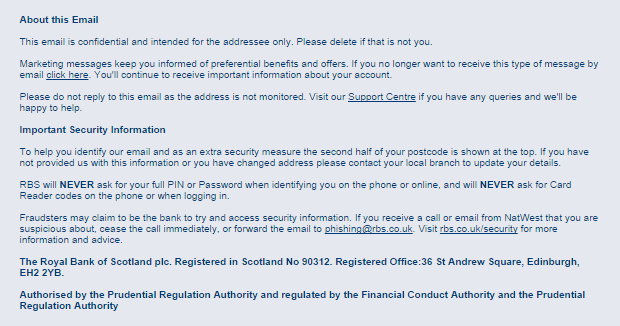 About this Email
This email is confidential and intended for the addressee only. Please delete if that is not you.
Marketing messages keep you informed of preferential benefits and offers. If you no longer want to receive this type of message by
email click here. You'll continue to receive important information about your account.
Please do not reply to this email as the address is not monitored. Visit our Support Centre if you have any queries and we'll be
happy to help.
Important Security Information
To help you identify our email and as an extra security measure the second half of your postcode is shown at the top. If you have
not provided us with this information or you have changed address please contact your local branch to update your details.
RBS will NEVER ask for your full PIN or Password when identifying you on the phone or online, and will NEVER ask for Card
Reader codes on the phone or when logging in.
Fraudsters may claim to be the bank to try and access security information. If you receive a call or email from NatWest that you are
suspicious about, cease the call immediately, or forward the email to phishing@rbs.co.uk. Visit rbs.co.uk/security for more
information and advice.
The Royal Bank of Scotland plc. Registered in Scotland No 90312. Registered Office:36 St Andrew Square, Edinburgh,
EH2 2YB.
Authorised by the Prudential Regulation Authority and regulated by the Financial Conduct Authority and the Prudential
Regulation Authority